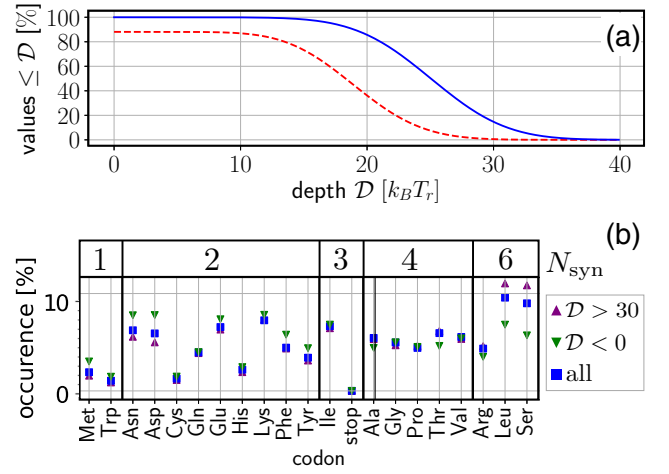 values ≤ 𝒟 [%]
100
80
60
40
20
0
(a)
0
10
20
30
40
depth 𝒟 [k_B T_r]
(b)
occurence [%]
10
0
1
2
3
4
6
N_syn
𝒟 > 30
𝒟 < 0
all
Met
Trp
Asn
Asp
Cys
Gln
Glu
His
Lys
Phe
Tyr
Ile
stop
Ala
Gly
Pro
Thr
Val
Arg
Leu
Ser
codon